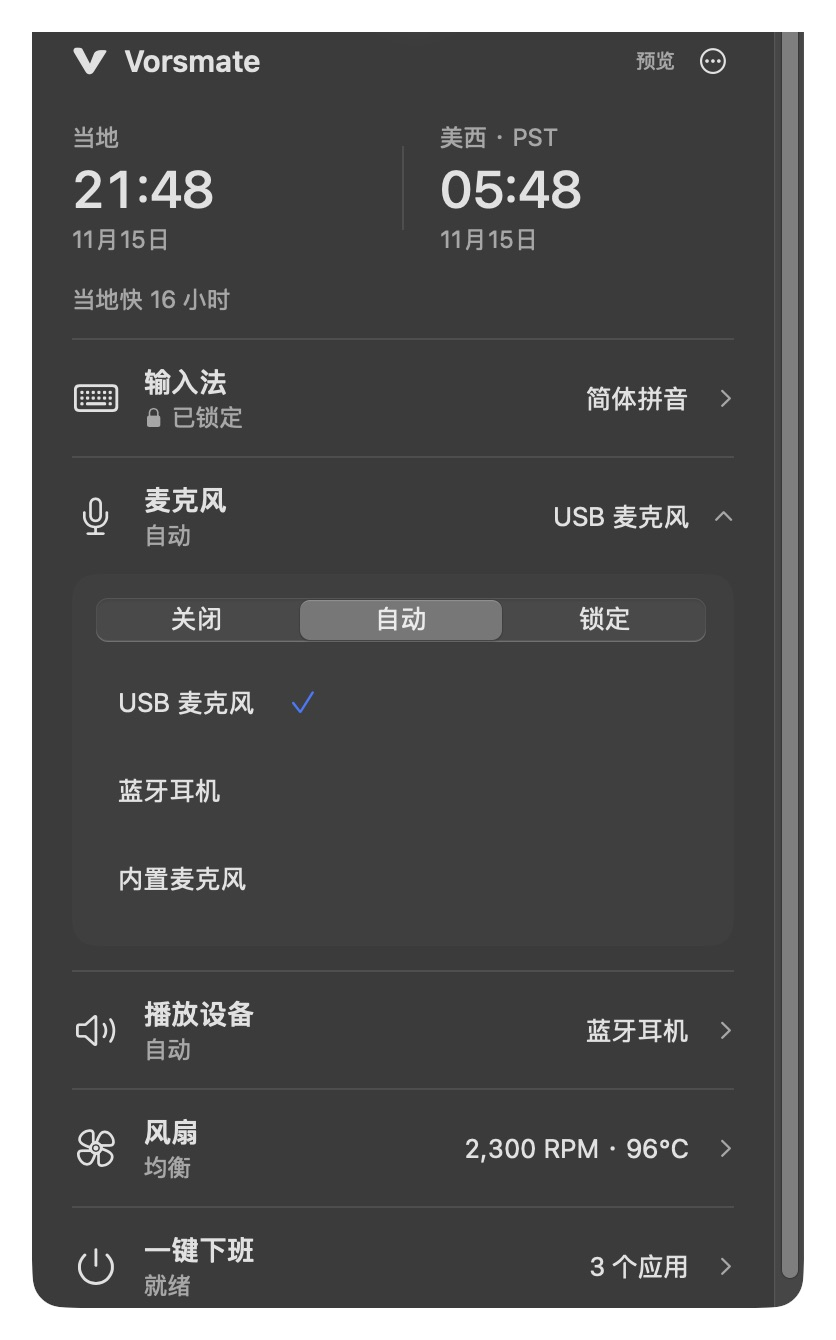 Vorsmate
预览
当地
21:48
11月15日
美西 · PST
05:48
11月15日
当地快 16 小时
输入法
已锁定
简体拼音
麦克风
自动
USB 麦克风
关闭
自动
锁定
USB 麦克风
蓝牙耳机
内置麦克风
播放设备
自动
蓝牙耳机
风扇
均衡
2,300 RPM · 96°C
一键下班
就绪
3 个应用